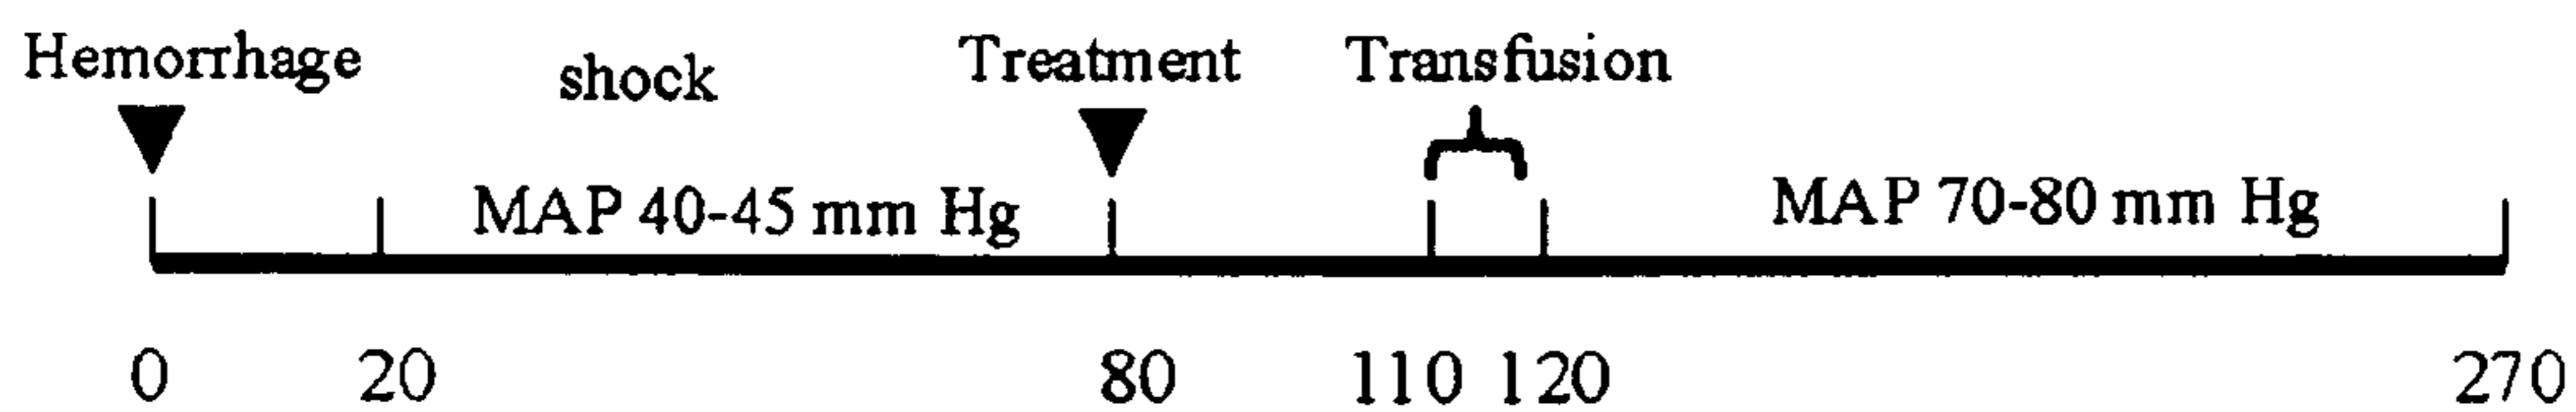 Hemorrhage shock Treatment Transfusion
MAP 40-45 mm Hg MAP 70-80 mm Hg
0 20 80 110 120 270